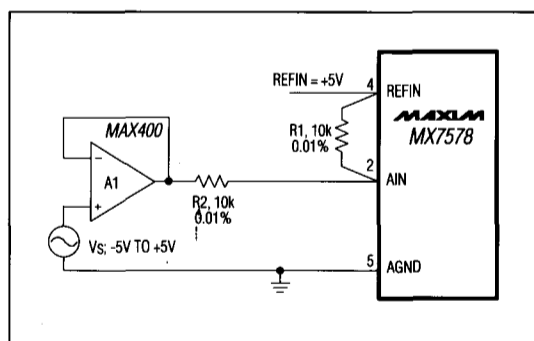 REFIN = +5V
4
REFIN
MAXIM
MX7578
MAX400
R1, 10k
0.01%
−
A1
+
2
AIN
R2, 10k
0.01%
Vs; -5V TO +5V
5
AGND